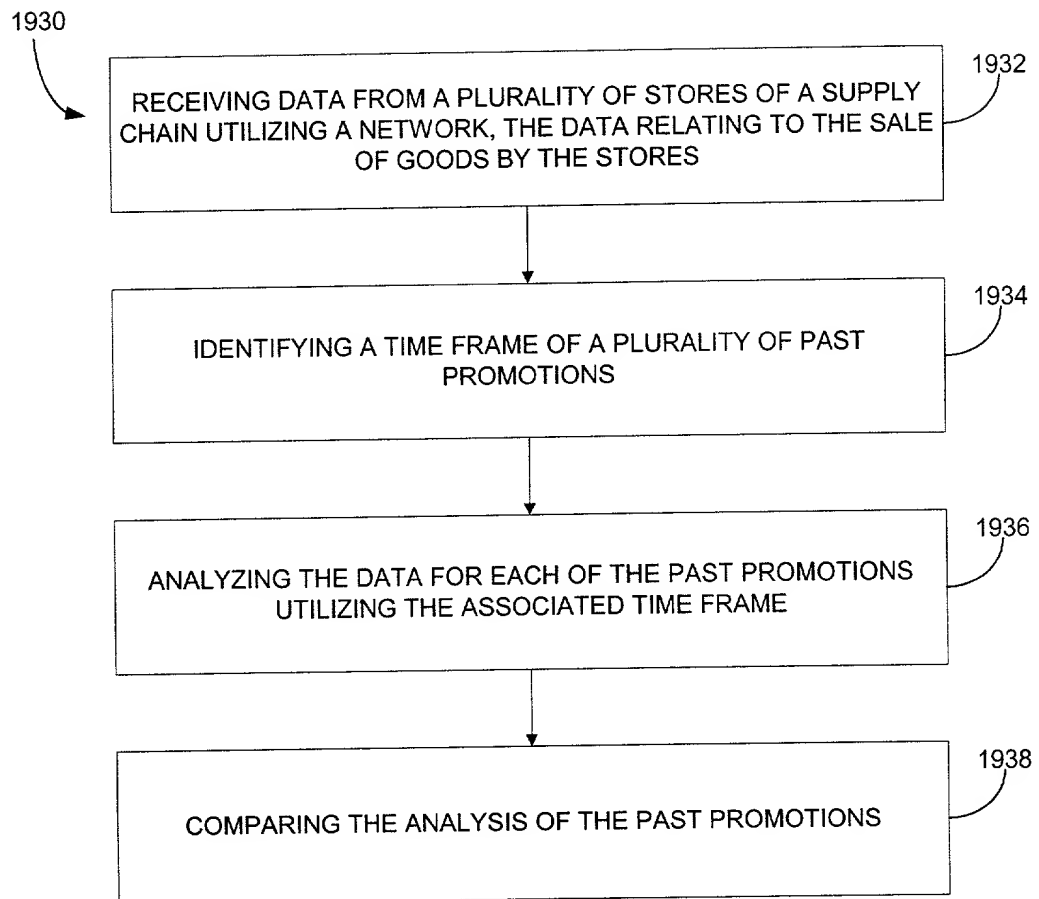 1930
1932
RECEIVING DATA FROM A PLURALITY OF STORES OF A SUPPLY
CHAIN UTILIZING A NETWORK, THE DATA RELATING TO THE SALE
OF GOODS BY THE STORES
1934
IDENTIFYING A TIME FRAME OF A PLURALITY OF PAST
PROMOTIONS
1936
ANALYZING THE DATA FOR EACH OF THE PAST PROMOTIONS
UTILIZING THE ASSOCIATED TIME FRAME
1938
COMPARING THE ANALYSIS OF THE PAST PROMOTIONS